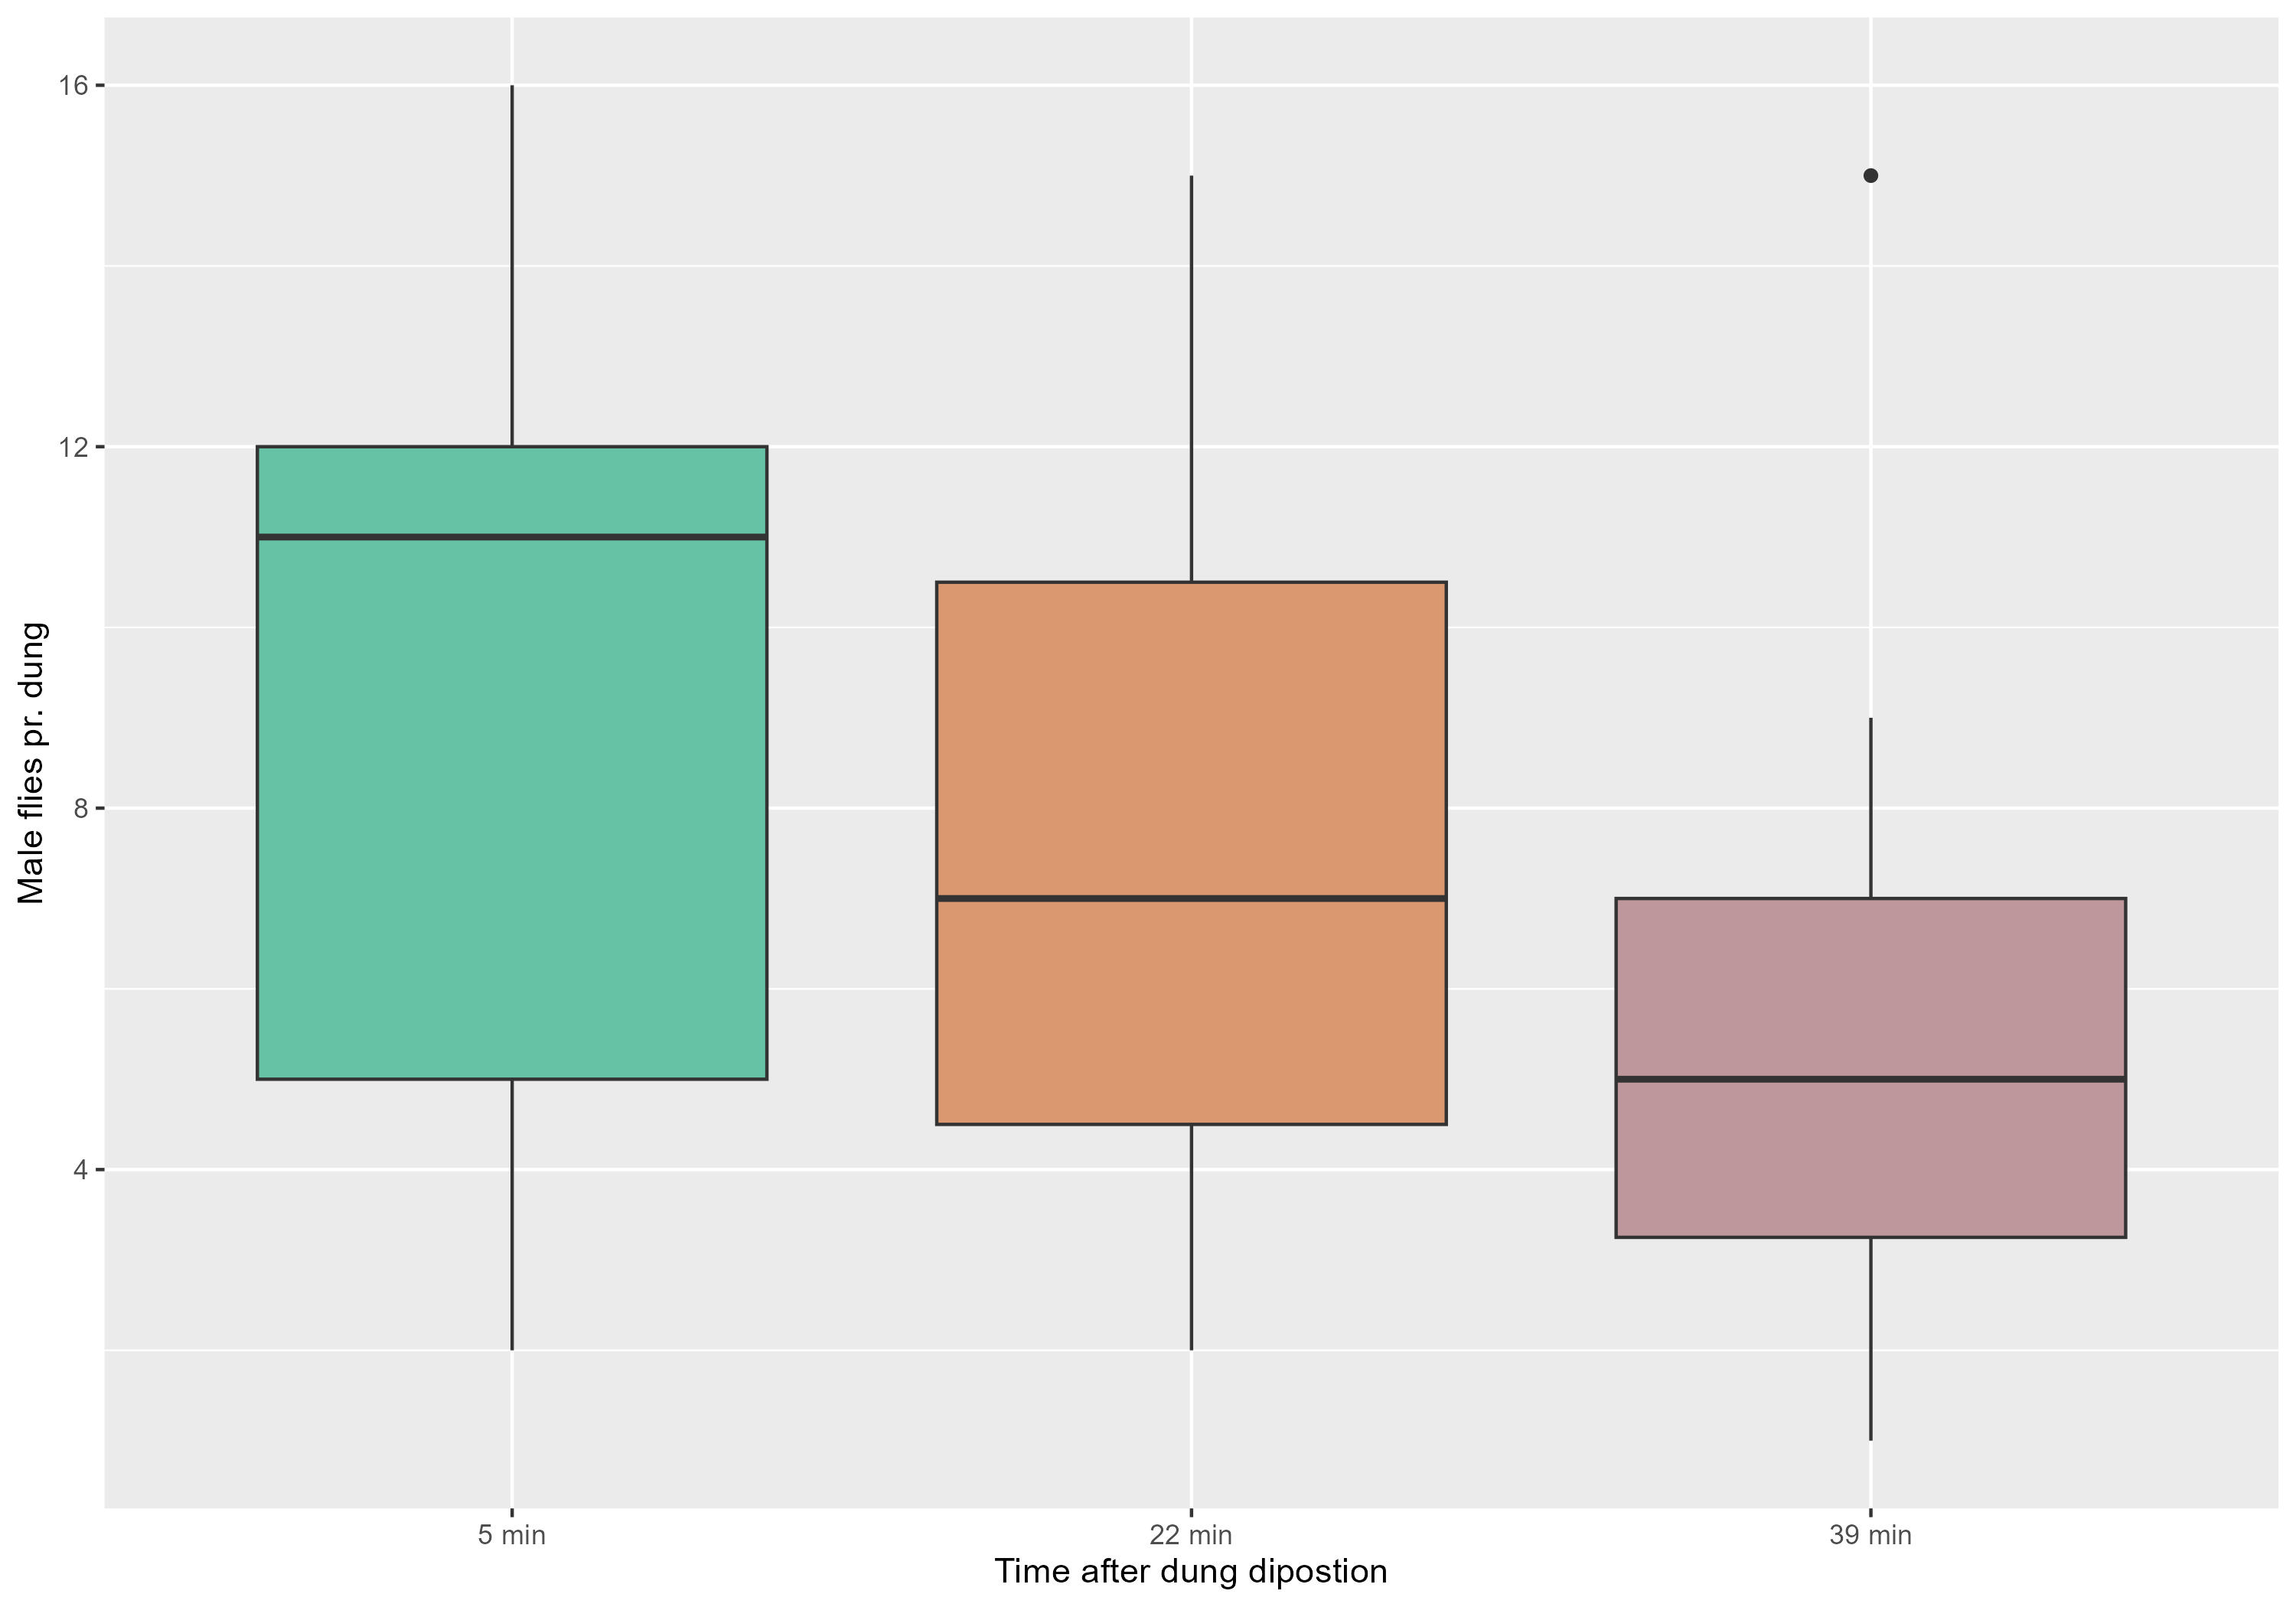 16
12
8
4
Male flies pr. dung
5 min
22 min
39 min
Time after dung dipostion